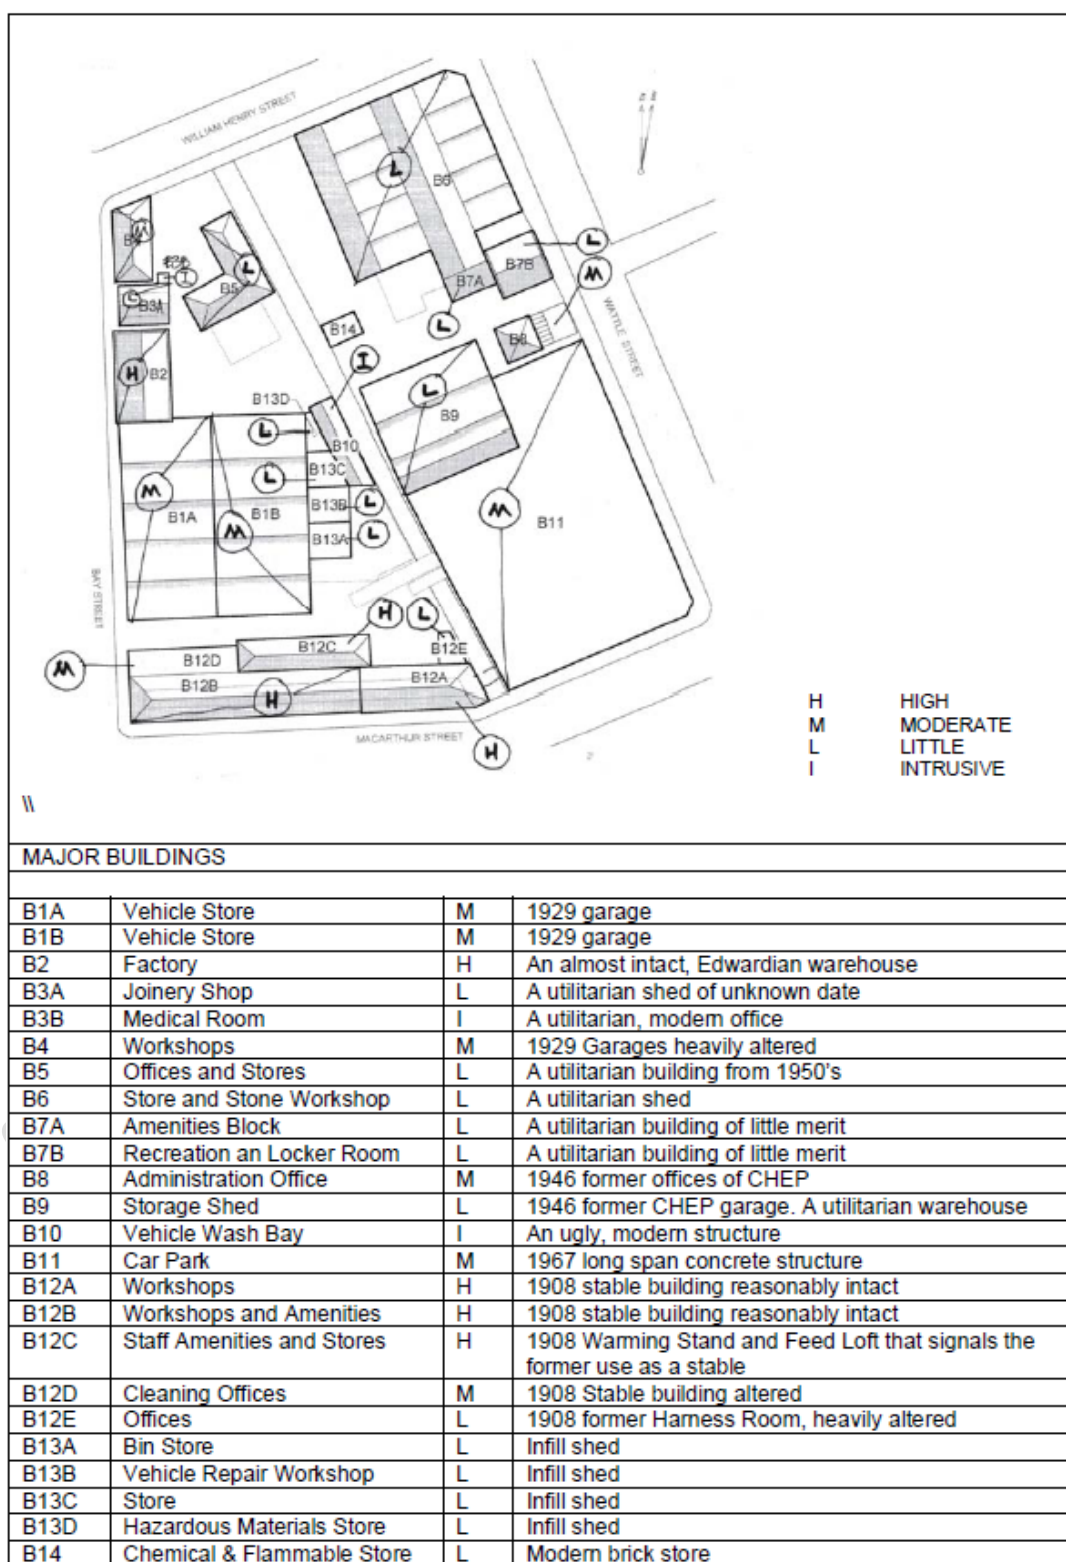 WILLIAM HENRY STREET
L
B6
M
B4
I
L
B5
L
B3A
L
B7B
M
B7A
L
B14
B8
WATTLE STREET
H
B2
I
L
B9
B13D
L
B10
B13C
L
M
B1A
B1B
M
B13B
L
B13A
L
M
B11
BAY STREET
H
L
B12C
B12E
M
B12D
B12B
H
B12A
MACARTHUR STREET
H
H HIGH
M MODERATE
L LITTLE
I INTRUSIVE
\\
MAJOR BUILDINGS
B1A Vehicle Store M 1929 garage
B1B Vehicle Store M 1929 garage
B2 Factory H An almost intact, Edwardian warehouse
B3A Joinery Shop L A utilitarian shed of unknown date
B3B Medical Room I A utilitarian, modern office
B4 Workshops M 1929 Garages heavily altered
B5 Offices and Stores L A utilitarian building from 1950's
B6 Store and Stone Workshop L A utilitarian shed
B7A Amenities Block L A utilitarian building of little merit
B7B Recreation an Locker Room L A utilitarian building of little merit
B8 Administration Office M 1946 former offices of CHEP
B9 Storage Shed L 1946 former CHEP garage. A utilitarian warehouse
B10 Vehicle Wash Bay I An ugly, modern structure
B11 Car Park M 1967 long span concrete structure
B12A Workshops H 1908 stable building reasonably intact
B12B Workshops and Amenities H 1908 stable building reasonably intact
B12C Staff Amenities and Stores H 1908 Warming Stand and Feed Loft that signals the
former use as a stable
B12D Cleaning Offices M 1908 Stable building altered
B12E Offices L 1908 former Harness Room, heavily altered
B13A Bin Store L Infill shed
B13B Vehicle Repair Workshop L Infill shed
B13C Store L Infill shed
B13D Hazardous Materials Store L Infill shed
B14 Chemical & Flammable Store L Modern brick store